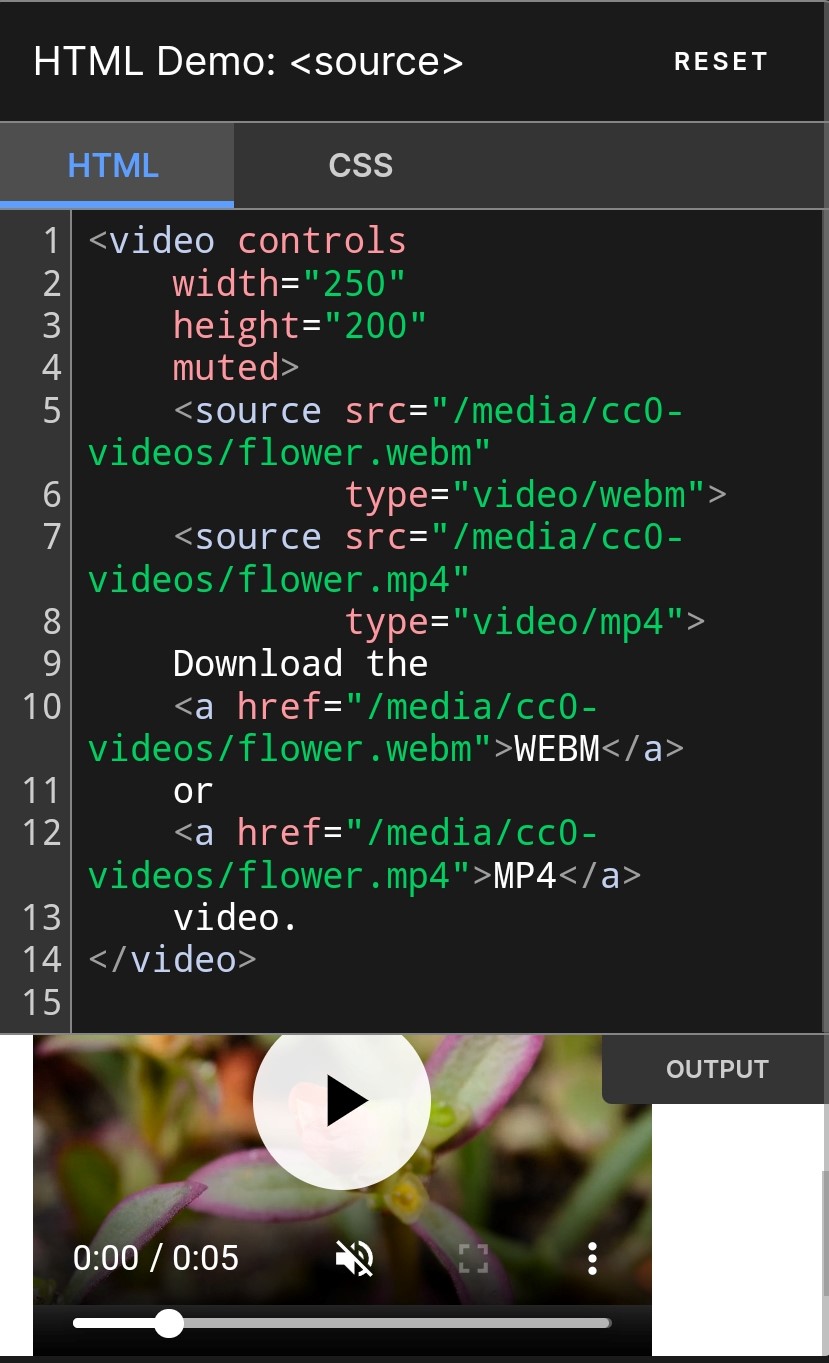 HTML Demo: <source>
RESET
HTML
CSS
1 <video controls
2     width="250"
3     height="200"
4     muted>
5     <source src="/media/cc0-
videos/flower.webm"
6             type="video/webm">
7     <source src="/media/cc0-
videos/flower.mp4"
8             type="video/mp4">
9     Download the
10     <a href="/media/cc0-
videos/flower.webm">WEBM</a>
11     or
12     <a href="/media/cc0-
videos/flower.mp4">MP4</a>
13     video.
14 </video>
15
OUTPUT
0:00 / 0:05